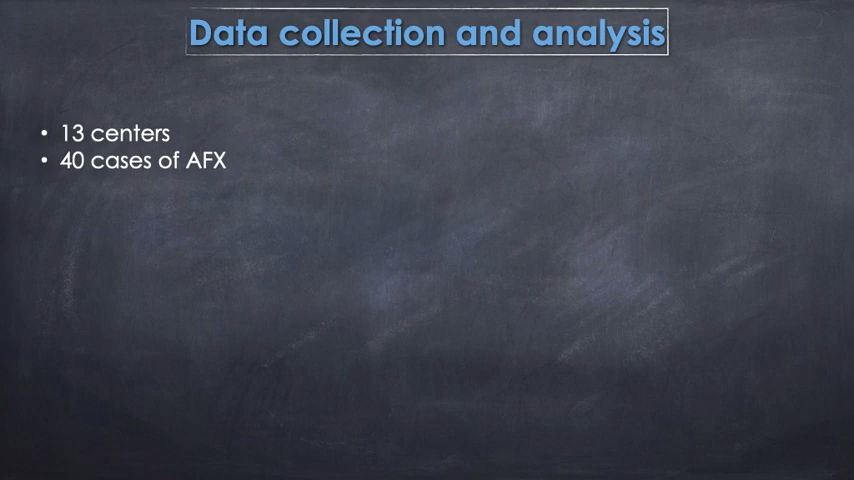 Data collection and analysis
• 13 centers
• 40 cases of AFX